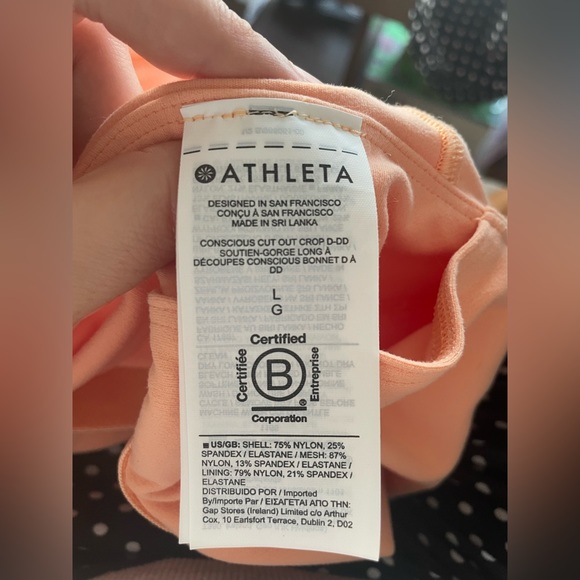 ATHLETA
DESIGNED IN SAN FRANCISCO
CONÇU À SAN FRANCISCO
MADE IN SRI LANKA
CONSCIOUS CUT OUT CROP D-DD
SOUTIEN-GORGE LONG À
DÉCOUPES CONSCIOUS BONNET D À
DD
L
G
Certified
Certifiée
B
Entreprise
®
Corporation
■ US/GB: SHELL: 75% NYLON, 25%
SPANDEX / ELASTANE / MESH: 87%
NYLON, 13% SPANDEX / ELASTANE /
LINING: 79% NYLON, 21% SPANDEX /
ELASTANE
DISTRIBUIDO POR / Imported
By/Importe Par / ΕΙΣΑΓΕΤΑΙ ΑΠΟ ΤΗΝ:
Gap Stores (Ireland) Limited c/o Arthur
Cox, 10 Earlsfort Terrace, Dublin 2, D02